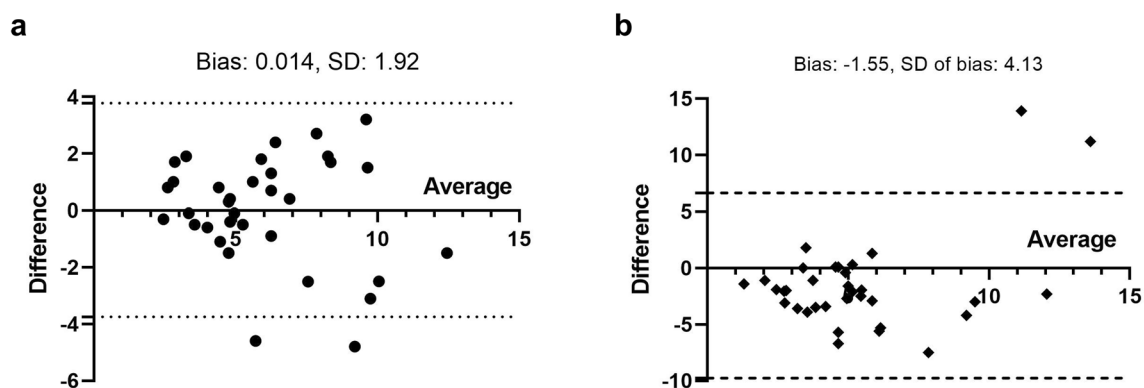 a
Bias: 0.014, SD: 1.92
4
2
0
-2
-4
-6
Difference
Average
5
10
15
b
Bias: -1.55, SD of bias: 4.13
15
10
5
0
-5
-10
Difference
Average
10
15